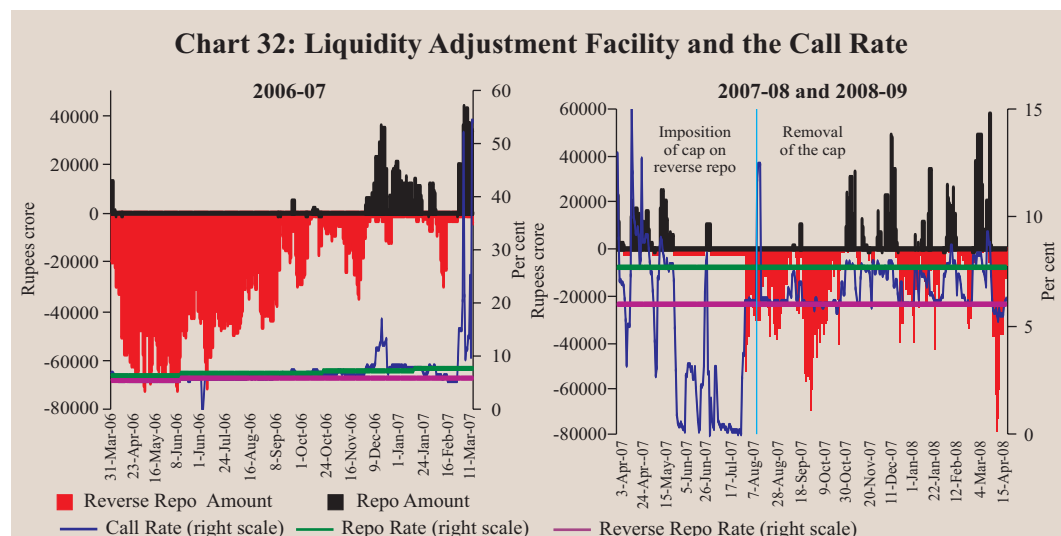 Chart 32: Liquidity Adjustment Facility and the Call Rate
2006-07
Rupees crore
40000
20000
0
-20000
-40000
-60000
-80000
60
50
40
30
20
10
0
Per cent
31-Mar-06
23-Apr-06
16-May-06
8-Jun-06
1-Jun-06
24-Jul-06
16-Aug-06
8-Sep-06
1-Oct-06
24-Oct-06
16-Nov-06
9-Dec-06
1-Jan-07
24-Jan-07
16-Feb-07
11-Mar-07
2007-08 and 2008-09
Imposition
of cap on
reverse repo
Removal
of the cap
Rupees crore
60000
40000
20000
0
-20000
-40000
-60000
-80000
15
10
5
0
Per cent
3-Apr-07
24-Apr--07
15-May-07
5-Jun-07
26-Jun-07
17-Jul-07
7-Aug-07
28-Aug-07
18-Sep-07
9-Oct-07
30-Oct-07
20-Nov-07
11-Dec-07
1-Jan-08
22-Jan-08
12-Feb-08
4-Mar-08
15-Apr-08
Reverse Repo Amount
Repo Amount
Call Rate (right scale)
Repo Rate (right scale)
Reverse Repo Rate (right scale)